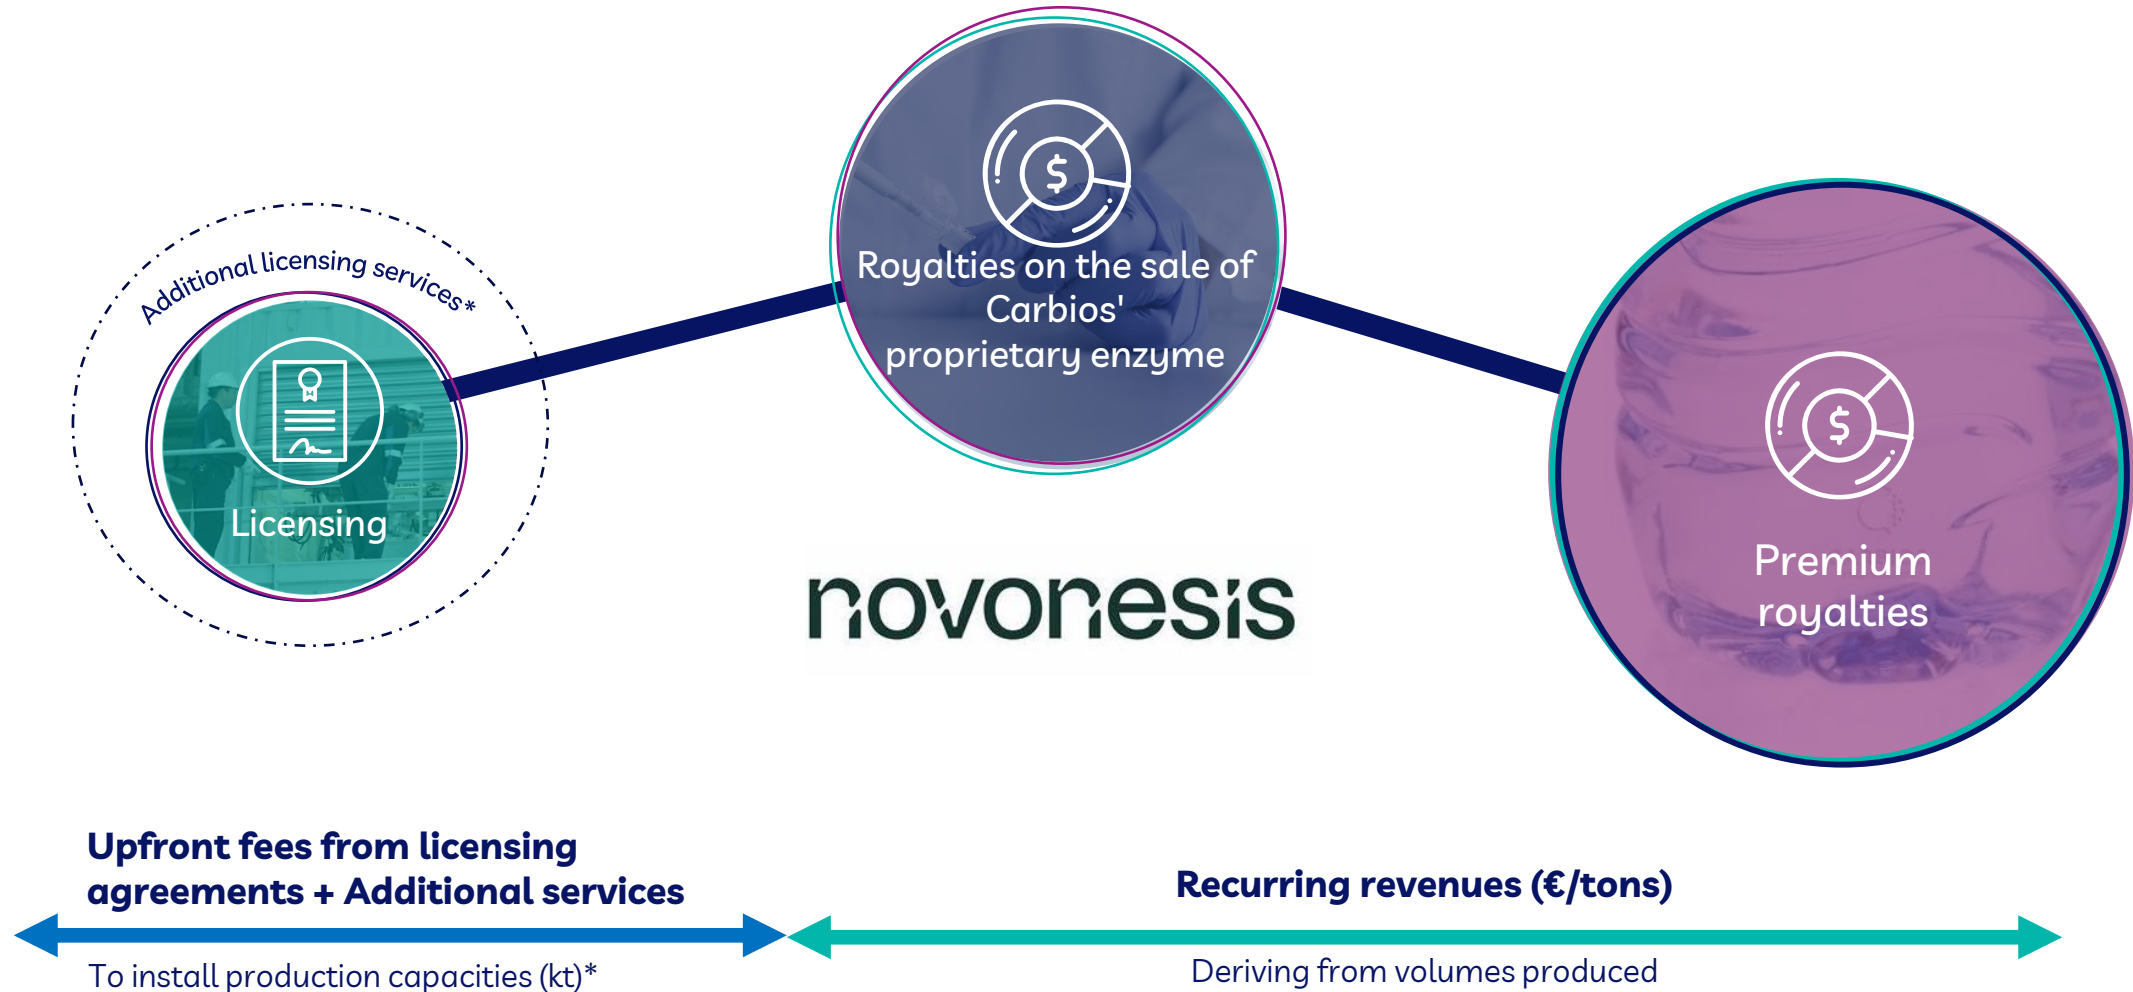 Additional licensing services*
Licensing
$
Royalties on the sale of
Carbios'
proprietary enzyme
novonesis
$
Premium
royalties
Upfront fees from licensing
agreements + Additional services
To install production capacities (kt)*
Recurring revenues (€/tons)
Deriving from volumes produced